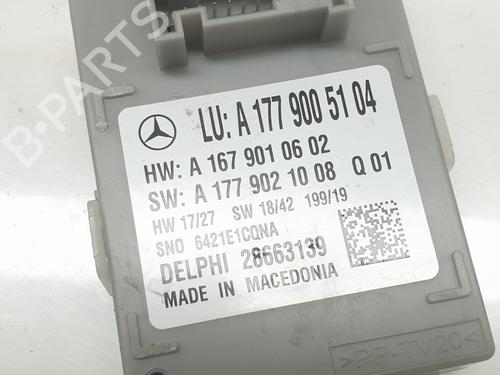 B-PARTS
LU: A 177 900 51 04
HW: A 167 901 06 02
SW: A 177 902 10 08 Q 01
HW 17/27 SW 18/42 199/19
SNO 6421E1CQNA
DELPHI 28663139
MADE IN MACEDONIA
>PP-TV20<